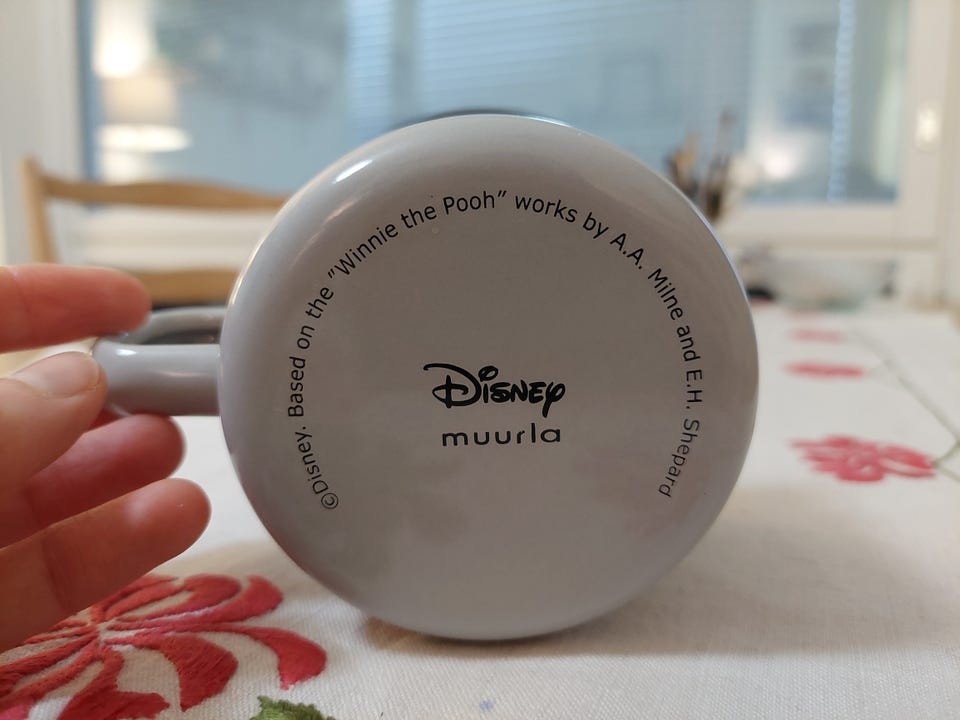 ©Disney. Based on the "Winnie the Pooh" works by A.A. Milne and E.H. Shepard
Disney
muurla